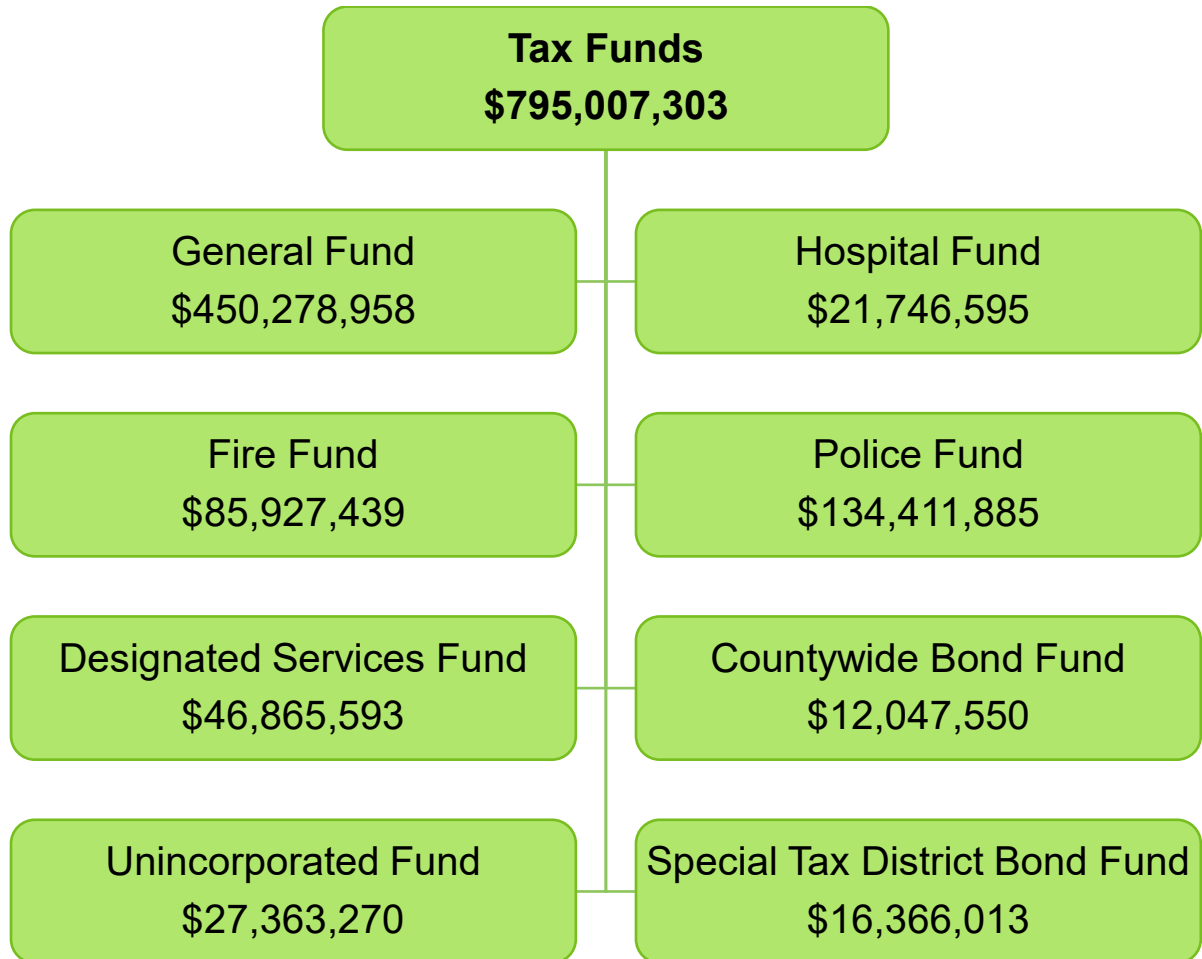 Tax Funds
$795,007,303
General Fund
$450,278,958
Hospital Fund
$21,746,595
Fire Fund
$85,927,439
Police Fund
$134,411,885
Designated Services Fund
$46,865,593
Countywide Bond Fund
$12,047,550
Unincorporated Fund
$27,363,270
Special Tax District Bond Fund
$16,366,013